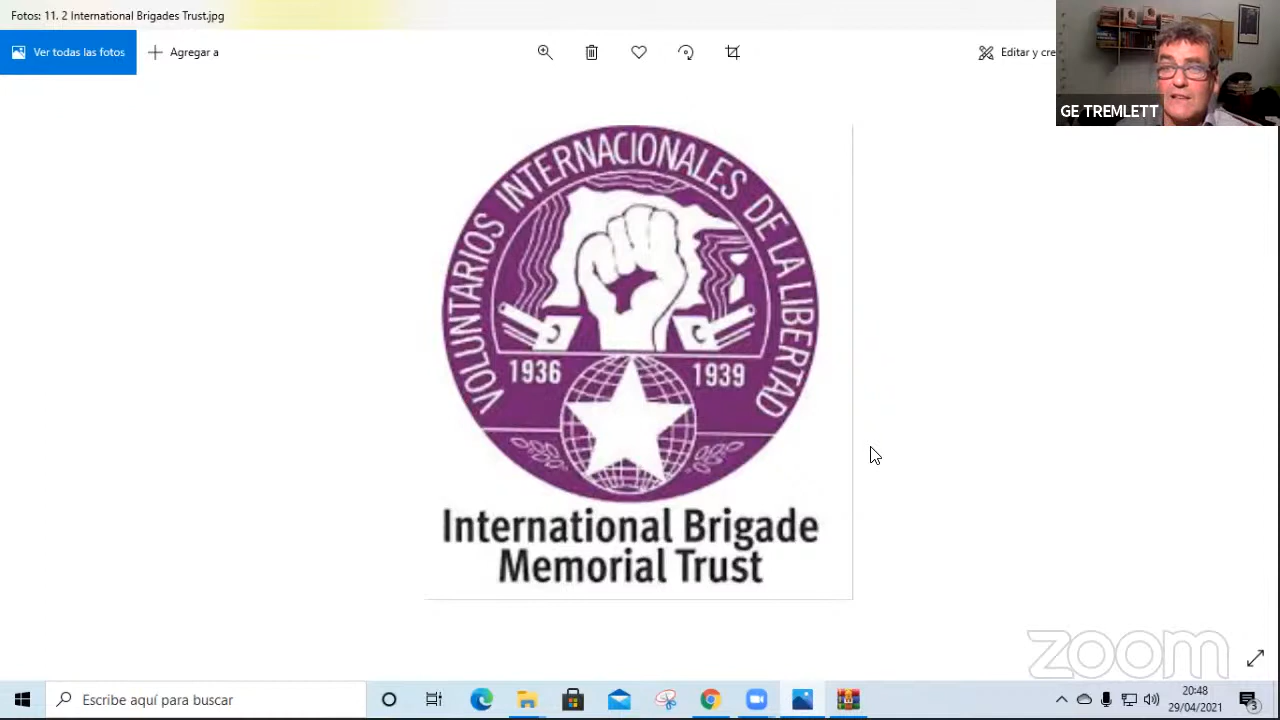 Fotos: 11. 2 International Brigades Trust.jpg
Ver todas las fotos
Agregar a
Editar y cre
GE TREMLETT
VOLUNTARIOS INTERNACIONALES DE LA LIBERTAD
1936
1939
International Brigade
Memorial Trust
zoom
Escribe aquí para buscar
20:48
29/04/2021
3